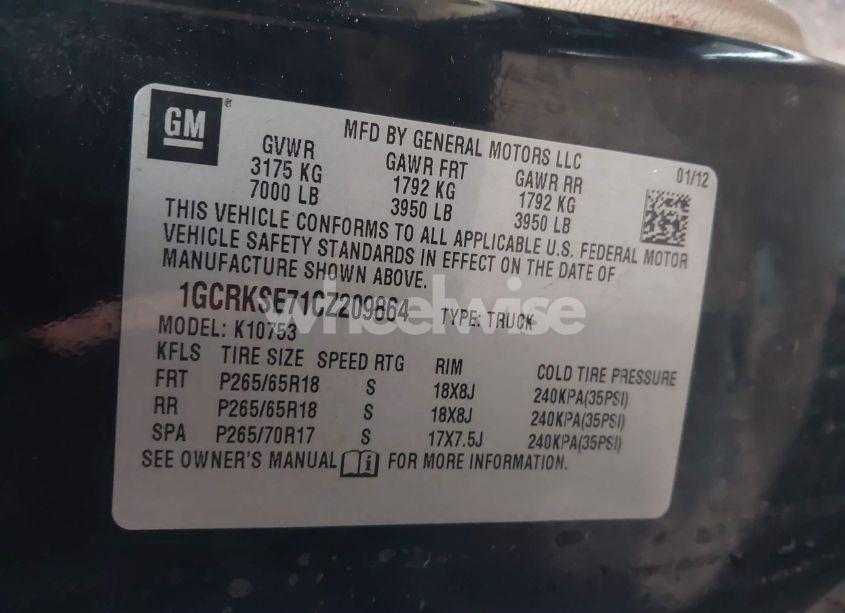 GM®
MFD BY GENERAL MOTORS LLC
01/12
GVWR GAWR FRT GAWR RR
3175 KG 1792 KG 1792 KG
7000 LB 3950 LB 3950 LB
THIS VEHICLE CONFORMS TO ALL APPLICABLE U.S. FEDERAL MOTOR
VEHICLE SAFETY STANDARDS IN EFFECT ON THE DATE OF
MANUFACTURE SHOWN ABOVE.
1GCRKSE71CZ209864 TYPE: TRUCK
wheelwise
MODEL: K10753
KFLS TIRE SIZE SPEED RTG RIM COLD TIRE PRESSURE
FRT P265/65R18 S 18X8J 240KPA(35PSI)
RR P265/65R18 S 18X8J 240KPA(35PSI)
SPA P265/70R17 S 17X7.5J 240KPA(35PSI)
SEE OWNER'S MANUAL i FOR MORE INFORMATION.